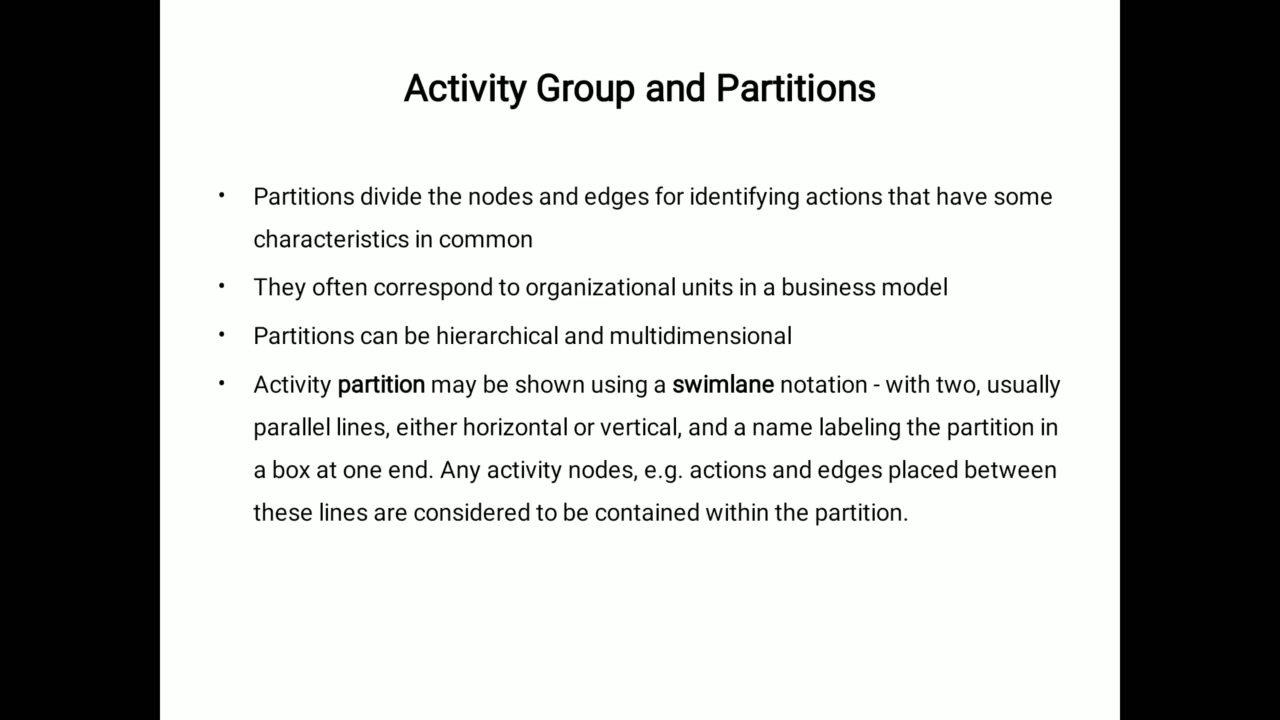 Activity Group and Partitions
• Partitions divide the nodes and edges for identifying actions that have some
characteristics in common
• They often correspond to organizational units in a business model
• Partitions can be hierarchical and multidimensional
• Activity partition may be shown using a swimlane notation - with two, usually
parallel lines, either horizontal or vertical, and a name labeling the partition in
a box at one end. Any activity nodes, e.g. actions and edges placed between
these lines are considered to be contained within the partition.